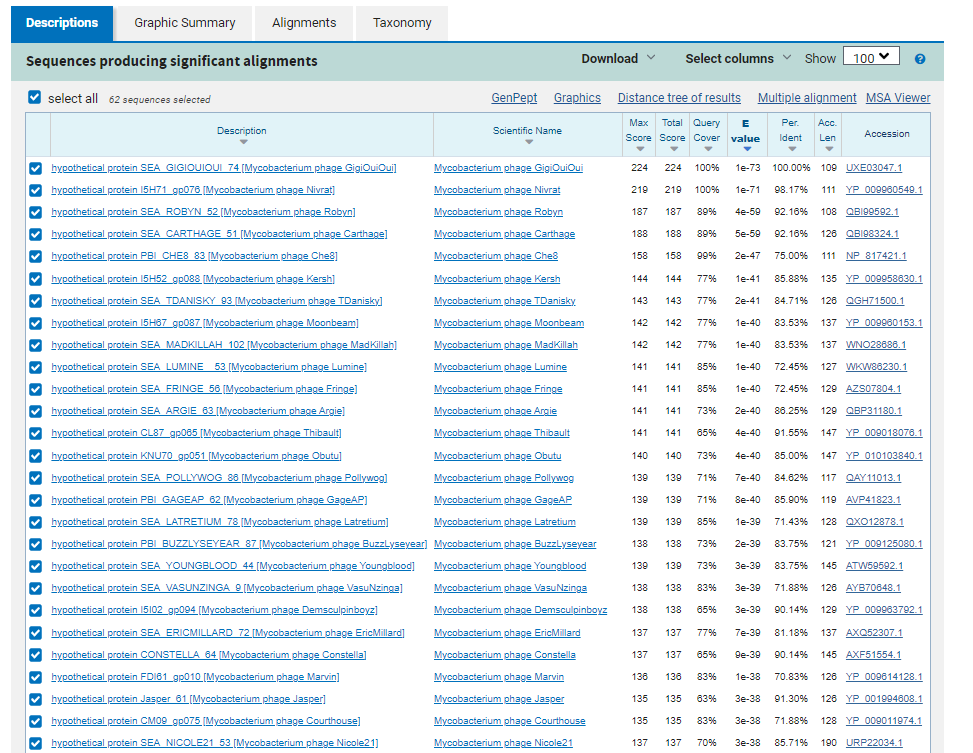 Descriptions Graphic Summary Alignments Taxonomy
Sequences producing significant alignments Download Select columns Show 100 ?
select all 62 sequences selected GenPept Graphics Distance tree of results Multiple alignment MSA Viewer
Description Scientific Name Max Score Total Score Query Cover E value Per. Ident Acc. Len Accession
hypothetical protein SEA_GIGIOUIOUI_74 [Mycobacterium phage GigiOuiOui] Mycobacterium phage GigiOuiOui 224 224 100% 1e-73 100.00% 109 UXE03047.1
hypothetical protein I5H71_gp076 [Mycobacterium phage Nivrat] Mycobacterium phage Nivrat 219 219 100% 1e-71 98.17% 111 YP_009960549.1
hypothetical protein SEA_ROBYN_52 [Mycobacterium phage Robyn] Mycobacterium phage Robyn 187 187 89% 4e-59 92.16% 108 QBI99592.1
hypothetical protein SEA_CARTHAGE_51 [Mycobacterium phage Carthage] Mycobacterium phage Carthage 188 188 89% 5e-59 92.16% 126 QBI98324.1
hypothetical protein PBI_CHE8_83 [Mycobacterium phage Che8] Mycobacterium phage Che8 158 158 99% 2e-47 75.00% 111 NP_817421.1
hypothetical protein I5H52_gp088 [Mycobacterium phage Kersh] Mycobacterium phage Kersh 144 144 77% 1e-41 85.88% 135 YP_009958630.1
hypothetical protein SEA_TDANISKY_93 [Mycobacterium phage TDanisky] Mycobacterium phage TDanisky 143 143 77% 2e-41 84.71% 126 QGH71500.1
hypothetical protein I5H67_gp087 [Mycobacterium phage Moonbeam] Mycobacterium phage Moonbeam 142 142 77% 1e-40 83.53% 137 YP_009960153.1
hypothetical protein SEA_MADKILLAH_102 [Mycobacterium phage MadKillah] Mycobacterium phage MadKillah 142 142 77% 1e-40 83.53% 137 WNO28686.1
hypothetical protein SEA_LUMINE__53 [Mycobacterium phage Lumine] Mycobacterium phage Lumine 141 141 85% 1e-40 72.45% 127 WKW86230.1
hypothetical protein SEA_FRINGE_56 [Mycobacterium phage Fringe] Mycobacterium phage Fringe 141 141 85% 1e-40 72.45% 129 AZS07804.1
hypothetical protein SEA_ARGIE_63 [Mycobacterium phage Argie] Mycobacterium phage Argie 141 141 73% 2e-40 86.25% 129 QBP31180.1
hypothetical protein CL87_gp065 [Mycobacterium phage Thibault] Mycobacterium phage Thibault 141 141 65% 4e-40 91.55% 147 YP_009018076.1
hypothetical protein KNU70_gp051 [Mycobacterium phage Obutu] Mycobacterium phage Obutu 140 140 73% 4e-40 85.00% 147 YP_010103840.1
hypothetical protein SEA_POLLYWOG_86 [Mycobacterium phage Pollywog] Mycobacterium phage Pollywog 139 139 71% 7e-40 84.62% 117 QAY11013.1
hypothetical protein PBI_GAGEAP_62 [Mycobacterium phage GageAP] Mycobacterium phage GageAP 139 139 71% 8e-40 85.90% 119 AVP41823.1
hypothetical protein SEA_LATRETIUM_78 [Mycobacterium phage Latretium] Mycobacterium phage Latretium 139 139 85% 1e-39 71.43% 128 QXO12878.1
hypothetical protein PBI_BUZZLYSEYEAR_87 [Mycobacterium phage BuzzLyseyear] Mycobacterium phage BuzzLyseyear 138 138 73% 2e-39 83.75% 121 YP_009125080.1
hypothetical protein SEA_YOUNGBLOOD_44 [Mycobacterium phage Youngblood] Mycobacterium phage Youngblood 139 139 73% 3e-39 83.75% 145 ATW59592.1
hypothetical protein SEA_VASUNZINGA_9 [Mycobacterium phage VasuNzinga] Mycobacterium phage VasuNzinga 138 138 83% 3e-39 71.88% 126 AYB70648.1
hypothetical protein I5I02_gp094 [Mycobacterium phage Demsculpinboyz] Mycobacterium phage Demsculpinboyz 138 138 65% 3e-39 90.14% 129 YP_009963792.1
hypothetical protein SEA_ERICMILLARD_72 [Mycobacterium phage EricMillard] Mycobacterium phage EricMillard 137 137 77% 7e-39 81.18% 137 AXQ52307.1
hypothetical protein CONSTELLA_64 [Mycobacterium phage Constella] Mycobacterium phage Constella 137 137 65% 9e-39 90.14% 145 AXF51554.1
hypothetical protein FDI61_gp010 [Mycobacterium phage Marvin] Mycobacterium phage Marvin 136 136 83% 1e-38 70.83% 126 YP_009614128.1
hypothetical protein Jasper_61 [Mycobacterium phage Jasper] Mycobacterium phage Jasper 135 135 63% 3e-38 91.30% 126 YP_001994608.1
hypothetical protein CM09_gp075 [Mycobacterium phage Courthouse] Mycobacterium phage Courthouse 135 135 83% 3e-38 71.88% 128 YP_009011974.1
hypothetical protein SEA_NICOLE21_53 [Mycobacterium phage Nicole21] Mycobacterium phage Nicole21 137 137 70% 3e-38 85.71% 190 URP22034.1